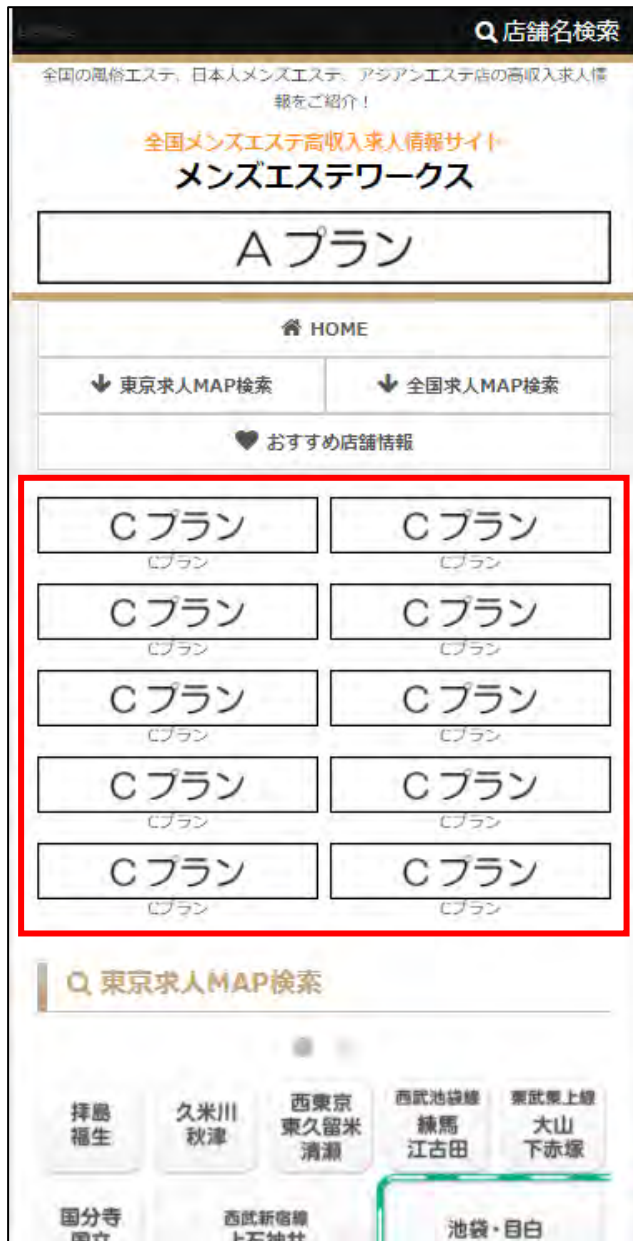 店舗名検索
全国の風俗エステ、日本人メンズエステ、アジアンエステ店の高収入求人情
報をご紹介！
全国メンズエステ高収入求人情報サイト
メンズエステワークス
Aプラン
HOME
東京求人MAP検索 全国求人MAP検索
おすすめ店舗情報
Cプラン Cプラン
Cプラン Cプラン
Cプラン Cプラン
Cプラン Cプラン
Cプラン Cプラン
Cプラン Cプラン
Cプラン Cプラン
Cプラン Cプラン
Cプラン Cプラン
Cプラン Cプラン
東京求人MAP検索
西武池袋線 東武東上線
拝島 久米川 西東京 練馬 大山
福生 秋津 東久留米 江古田 下赤塚
清瀬
国分寺 西武新宿線 池袋・目白
国立 上石神井